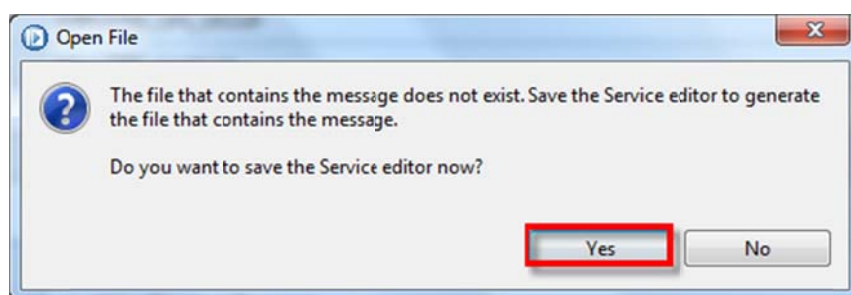 Open File
The file that contains the message does not exist. Save the Service editor to generate
the file that contains the message.
Do you want to save the Service editor now?
Yes No